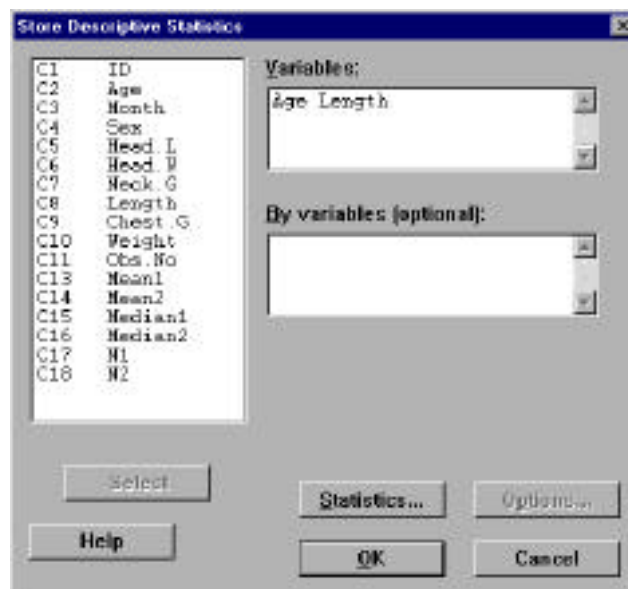 Store Descriptive Statistics
C1 ID
C2 Age
C3 Month
C4 Sex
C5 Head.L
C6 Head.W
C7 Neck.G
C8 Length
C9 Chest.G
C10 Weight
C11 Obs.No
C13 Mean1
C14 Mean2
C15 Median1
C16 Median2
C17 N1
C18 N2
Variables:
Age Length
By variables (optional):
Select
Statistics...
Options...
Help
OK
Cancel